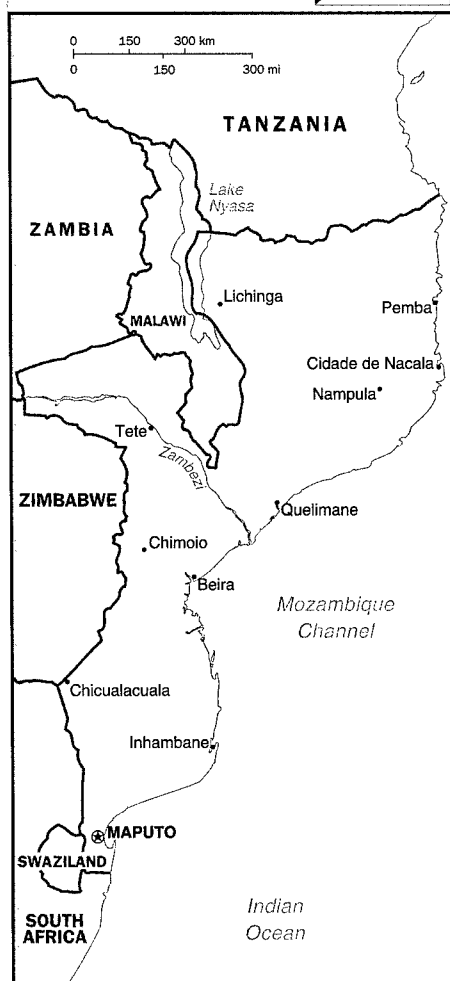 0 150 300 km
0 150 300 mi
TANZANIA
Lake
Nyasa
ZAMBIA
Lichinga
Pemba
MALAWI
Cidade de Nacala
Nampula
Tete
Zambezi
ZIMBABWE
Quelimane
Chimoio
Beira
Mozambique
Channel
Chicualacuala
Inhambane
MAPUTO
SWAZILAND
SOUTH
AFRICA
Indian
Ocean